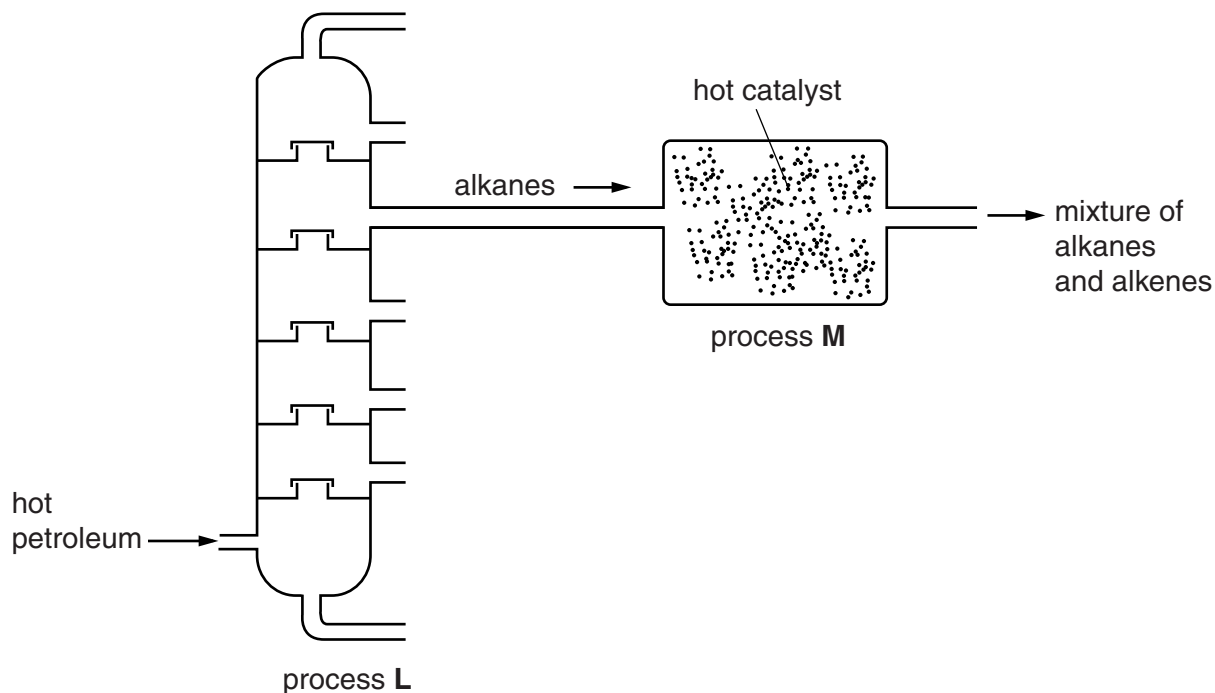 hot catalyst
alkanes
mixture of
alkanes
and alkenes
process M
hot
petroleum
process L